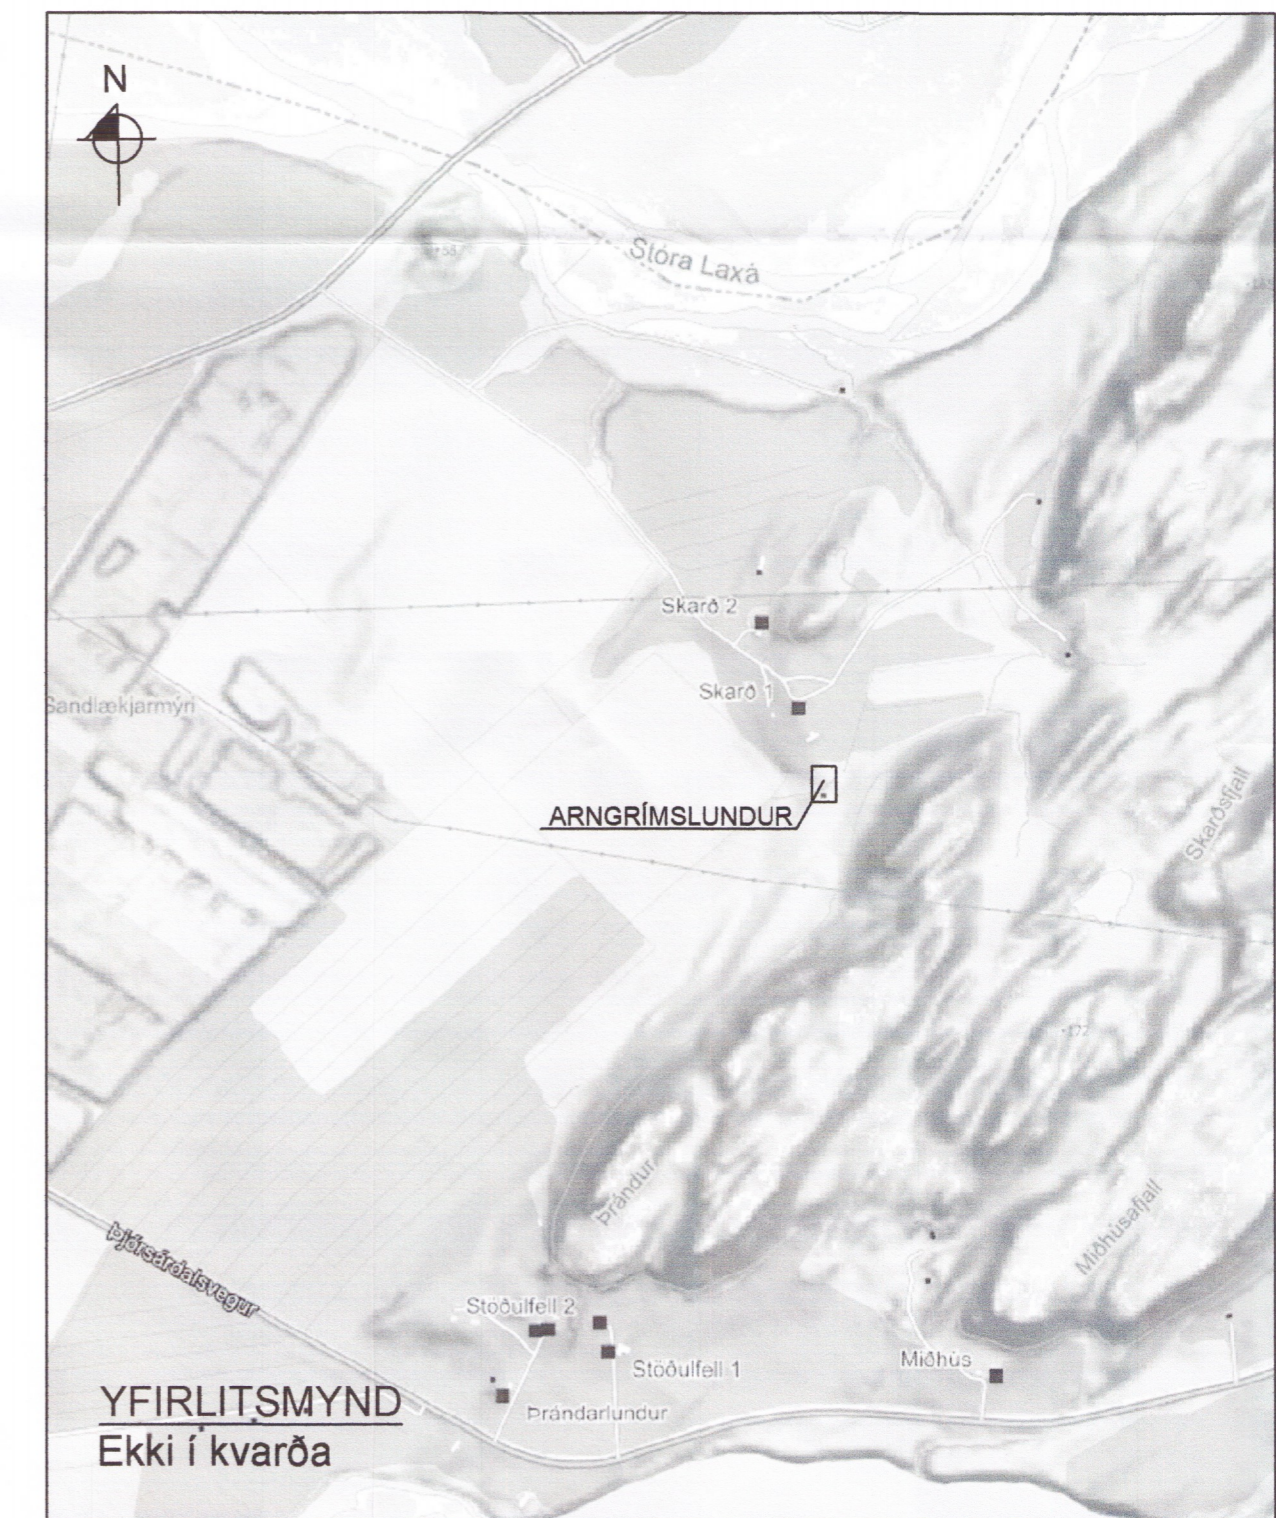 N
+58
Stóra Laxá
Skarð 2
Skarð 1
Sandlækjarmýri
ARNGRÍMSLUNDUR
Skarðsfjall
+172
Þrándur
Miðhúsafjall
Þjórsárdalsvegur
Stöðulfell 2
Stöðulfell 1
Miðhús
Þrándarlundur
YFIRLITSMYND
Ekki í kvarða